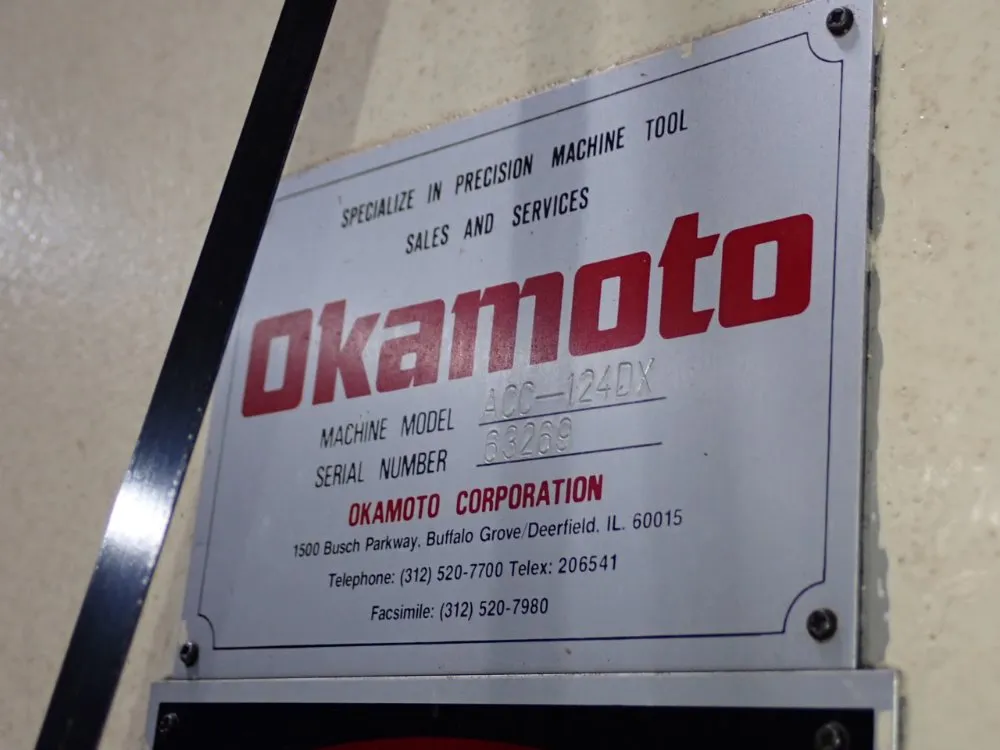 SPECIALIZE IN PRECISION MACHINE TOOL
SALES AND SERVICES
Okamoto
MACHINE MODEL ACC-124DX
SERIAL NUMBER 63269
OKAMOTO CORPORATION
1500 Busch Parkway, Buffalo Grove/Deerfield, IL. 60015
Telephone: (312) 520-7700 Telex: 206541
Facsimile: (312) 520-7980